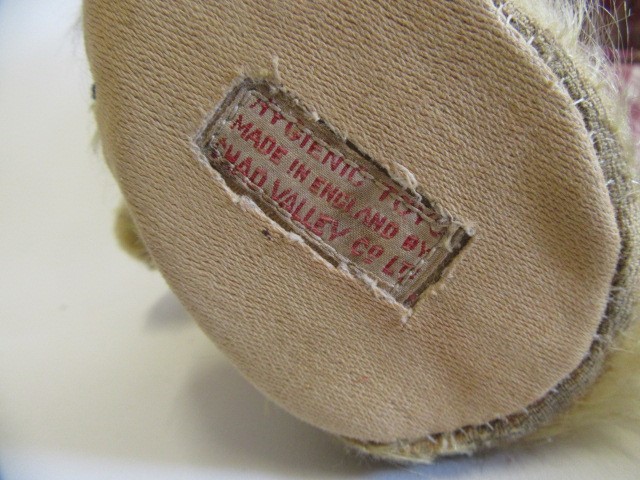 HYGIENIC TOYS
MADE IN ENGLAND BY
CHAD VALLEY CO LTD